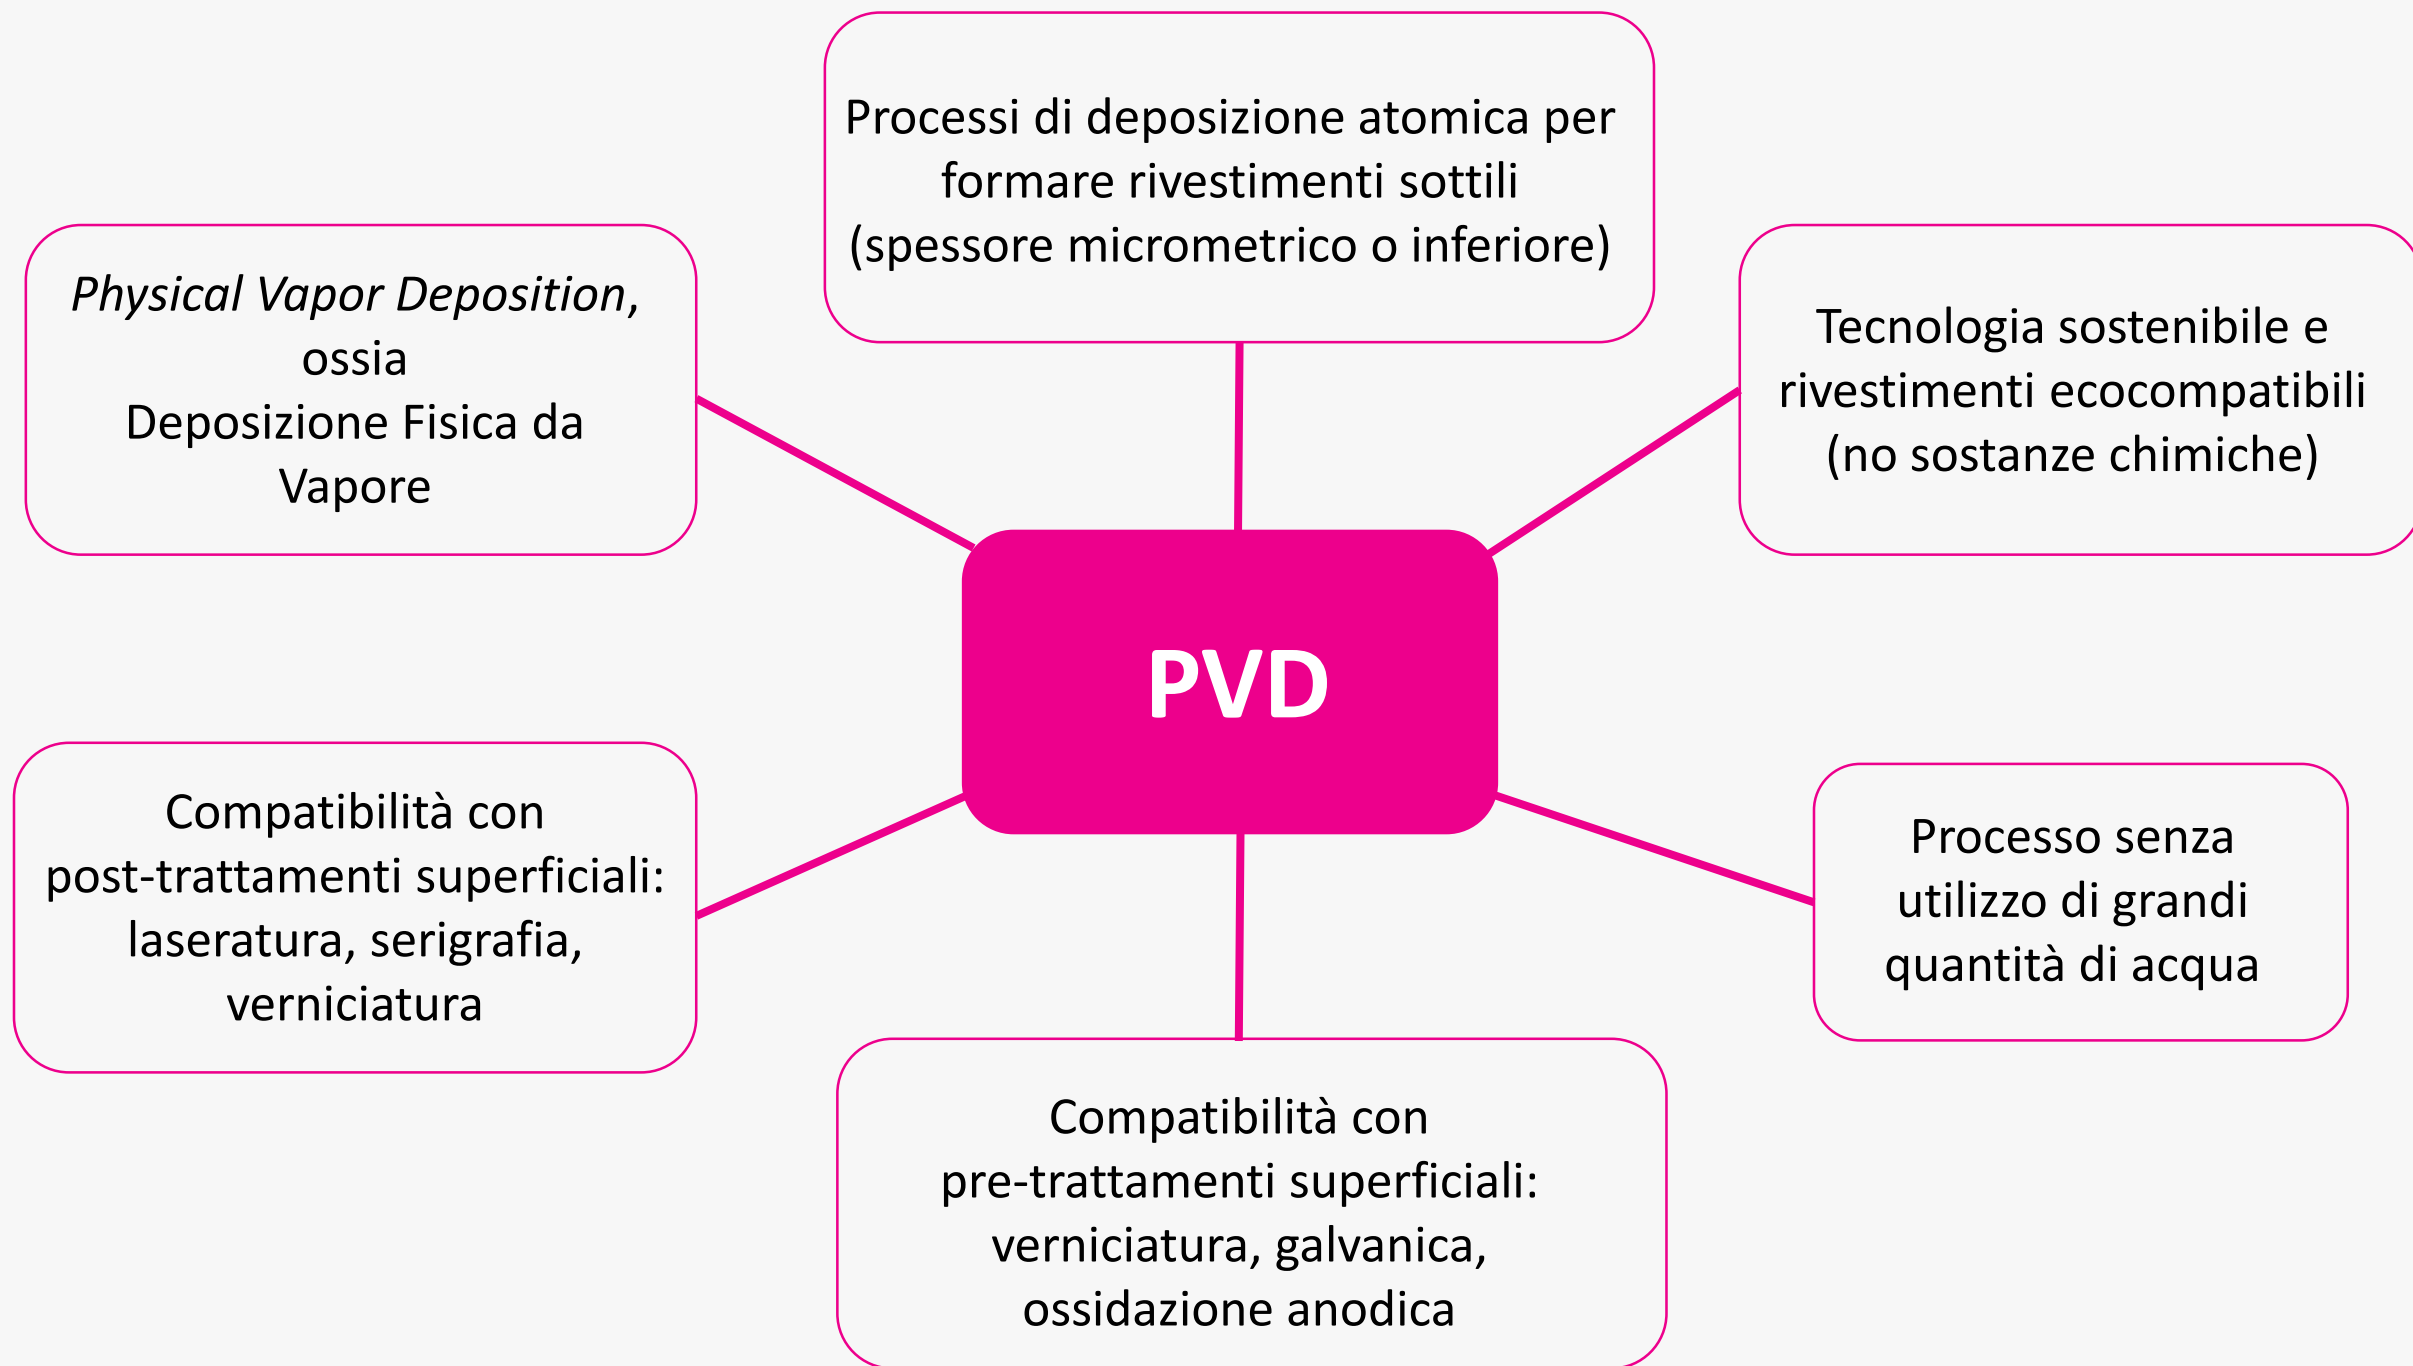 Processi di deposizione atomica per
formare rivestimenti sottili
(spessore micrometrico o inferiore)
Physical Vapor Deposition,
ossia
Deposizione Fisica da
Vapore
Tecnologia sostenibile e
rivestimenti ecocompatibili
(no sostanze chimiche)
PVD
Compatibilità con
post-trattamenti superficiali:
laseratura, serigrafia,
verniciatura
Processo senza
utilizzo di grandi
quantità di acqua
Compatibilità con
pre-trattamenti superficiali:
verniciatura, galvanica,
ossidazione anodica